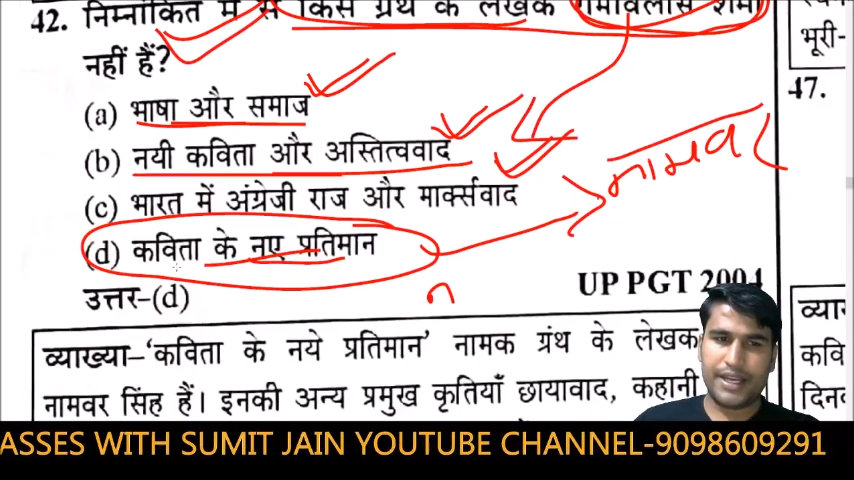 42. निम्नांकित में से किस ग्रंथ के लेखक रामविलास शर्मा
नहीं हैं?
(a) भाषा और समाज
(b) नयी कविता और अस्तित्ववाद
(c) भारत में अंग्रेजी राज और मार्क्सवाद
(d) कविता के नए प्रतिमान
नामवर
उत्तर-(d)
UP PGT 2004
व्याख्या-‘कविता के नये प्रतिमान’ नामक ग्रंथ के लेखक
नामवर सिंह हैं। इनकी अन्य प्रमुख कृतियाँ छायावाद, कहानी
भूरी-
47.
कवि
दिन
ASSES WITH SUMIT JAIN YOUTUBE CHANNEL-9098609291